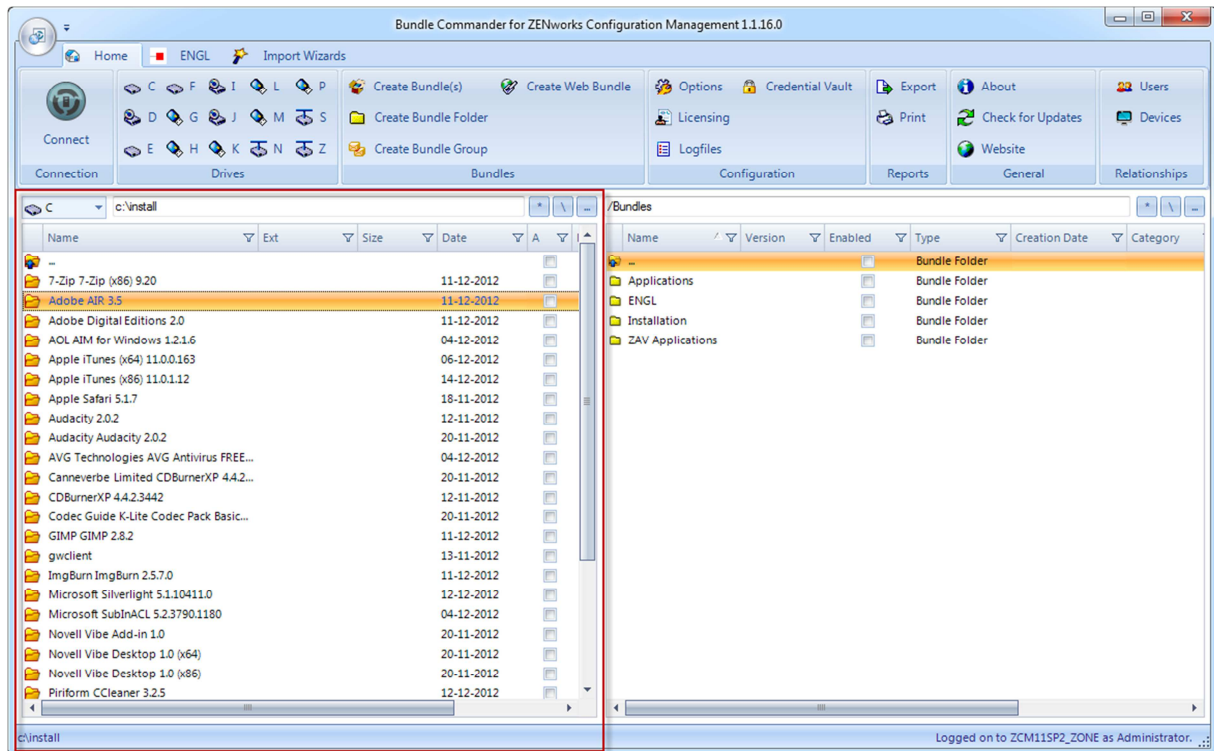 Bundle Commander for ZENworks Configuration Management 1.1.16.0
Home ENGL Import Wizards
C F I L P Create Bundle(s) Create Web Bundle Options Credential Vault Export About Users
D G J M S Create Bundle Folder Licensing Print Check for Updates Devices
Connect E H K N Z Create Bundle Group Logfiles Website
Connection Drives Bundles Configuration Reports General Relationships
C c:\install * \ .. /Bundles * \ ..
Name Ext Size Date A Name Version Enabled Type Creation Date Category
.. .. Bundle Folder
7-Zip 7-Zip (x86) 9.20 11-12-2012 Applications Bundle Folder
Adobe AIR 3.5 11-12-2012 ENGL Bundle Folder
Adobe Digital Editions 2.0 11-12-2012 Installation Bundle Folder
AOL AIM for Windows 1.2.1.6 04-12-2012 ZAV Applications Bundle Folder
Apple iTunes (x64) 11.0.0.163 06-12-2012
Apple iTunes (x86) 11.0.1.12 14-12-2012
Apple Safari 5.1.7 18-11-2012
Audacity 2.0.2 12-11-2012
Audacity Audacity 2.0.2 20-11-2012
AVG Technologies AVG Antivirus FREE... 04-12-2012
Canneverbe Limited CDBurnerXP 4.4.2... 20-11-2012
CDBurnerXP 4.4.2.3442 12-11-2012
Codec Guide K-Lite Codec Pack Basic... 20-11-2012
GIMP GIMP 2.8.2 11-12-2012
gwclient 13-11-2012
ImgBurn ImgBurn 2.5.7.0 11-12-2012
Microsoft Silverlight 5.1.10411.0 12-12-2012
Microsoft SubInACL 5.2.3790.1180 04-12-2012
Novell Vibe Add-in 1.0 20-11-2012
Novell Vibe Desktop 1.0 (x64) 20-11-2012
Novell Vibe Desktop 1.0 (x86) 20-11-2012
Piriform CCleaner 3.2.5 12-12-2012
c:\install Logged on to ZCM11SP2_ZONE as Administrator.